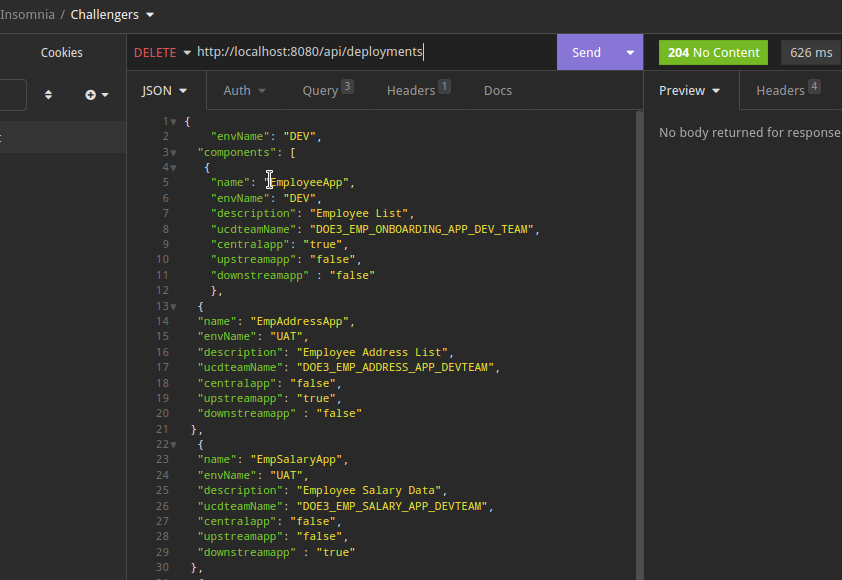 Insomnia / Challengers
Cookies
DELETE http://localhost:8080/api/deployments
Send
204 No Content
626 ms
JSON
Auth
Query 3
Headers 1
Docs
Preview
Headers 4
No body returned for response
1 {
2 "envName": "DEV",
3 "components": [
4 {
5 "name": "EmployeeApp",
6 "envName": "DEV",
7 "description": "Employee List",
8 "ucdteamName": "DOE3_EMP_ONBOARDING_APP_DEV_TEAM",
9 "centralapp": "true",
10 "upstreamapp": "false",
11 "downstreamapp" : "false"
12 },
13 {
14 "name": "EmpAddressApp",
15 "envName": "UAT",
16 "description": "Employee Address List",
17 "ucdteamName": "DOE3_EMP_ADDRESS_APP_DEVTEAM",
18 "centralapp": "false",
19 "upstreamapp": "true",
20 "downstreamapp" : "false"
21 },
22 {
23 "name": "EmpSalaryApp",
24 "envName": "UAT",
25 "description": "Employee Salary Data",
26 "ucdteamName": "DOE3_EMP_SALARY_APP_DEVTEAM",
27 "centralapp": "false",
28 "upstreamapp": "false",
29 "downstreamapp" : "true"
30 },